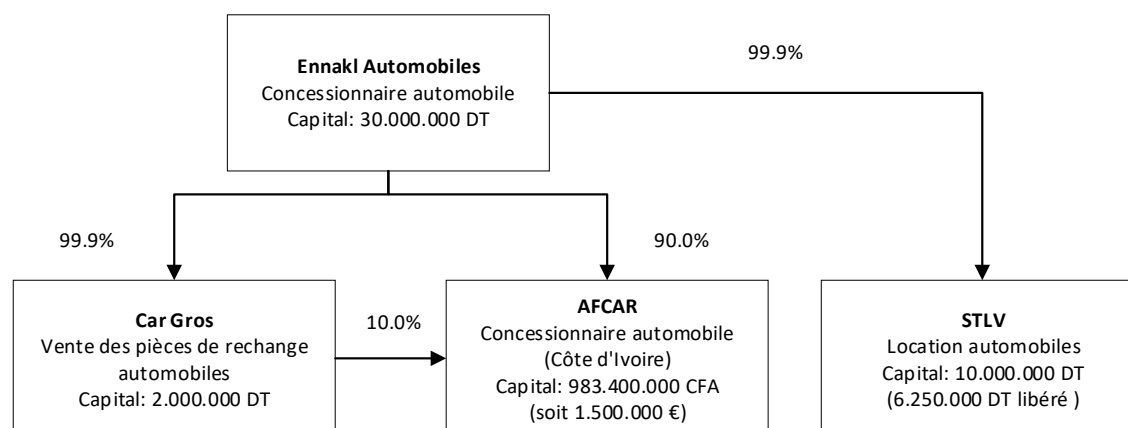 Ennakl Automobiles
Concessionnaire automobile
Capital: 30.000.000 DT
99.9%
99.9%
90.0%
Car Gros
Vente des pièces de rechange
automobiles
Capital: 2.000.000 DT
10.0%
AFCAR
Concessionnaire automobile
(Côte d'Ivoire)
Capital: 983.400.000 CFA
(soit 1.500.000 €)
STLV
Location automobiles
Capital: 10.000.000 DT
(6.250.000 DT libéré )